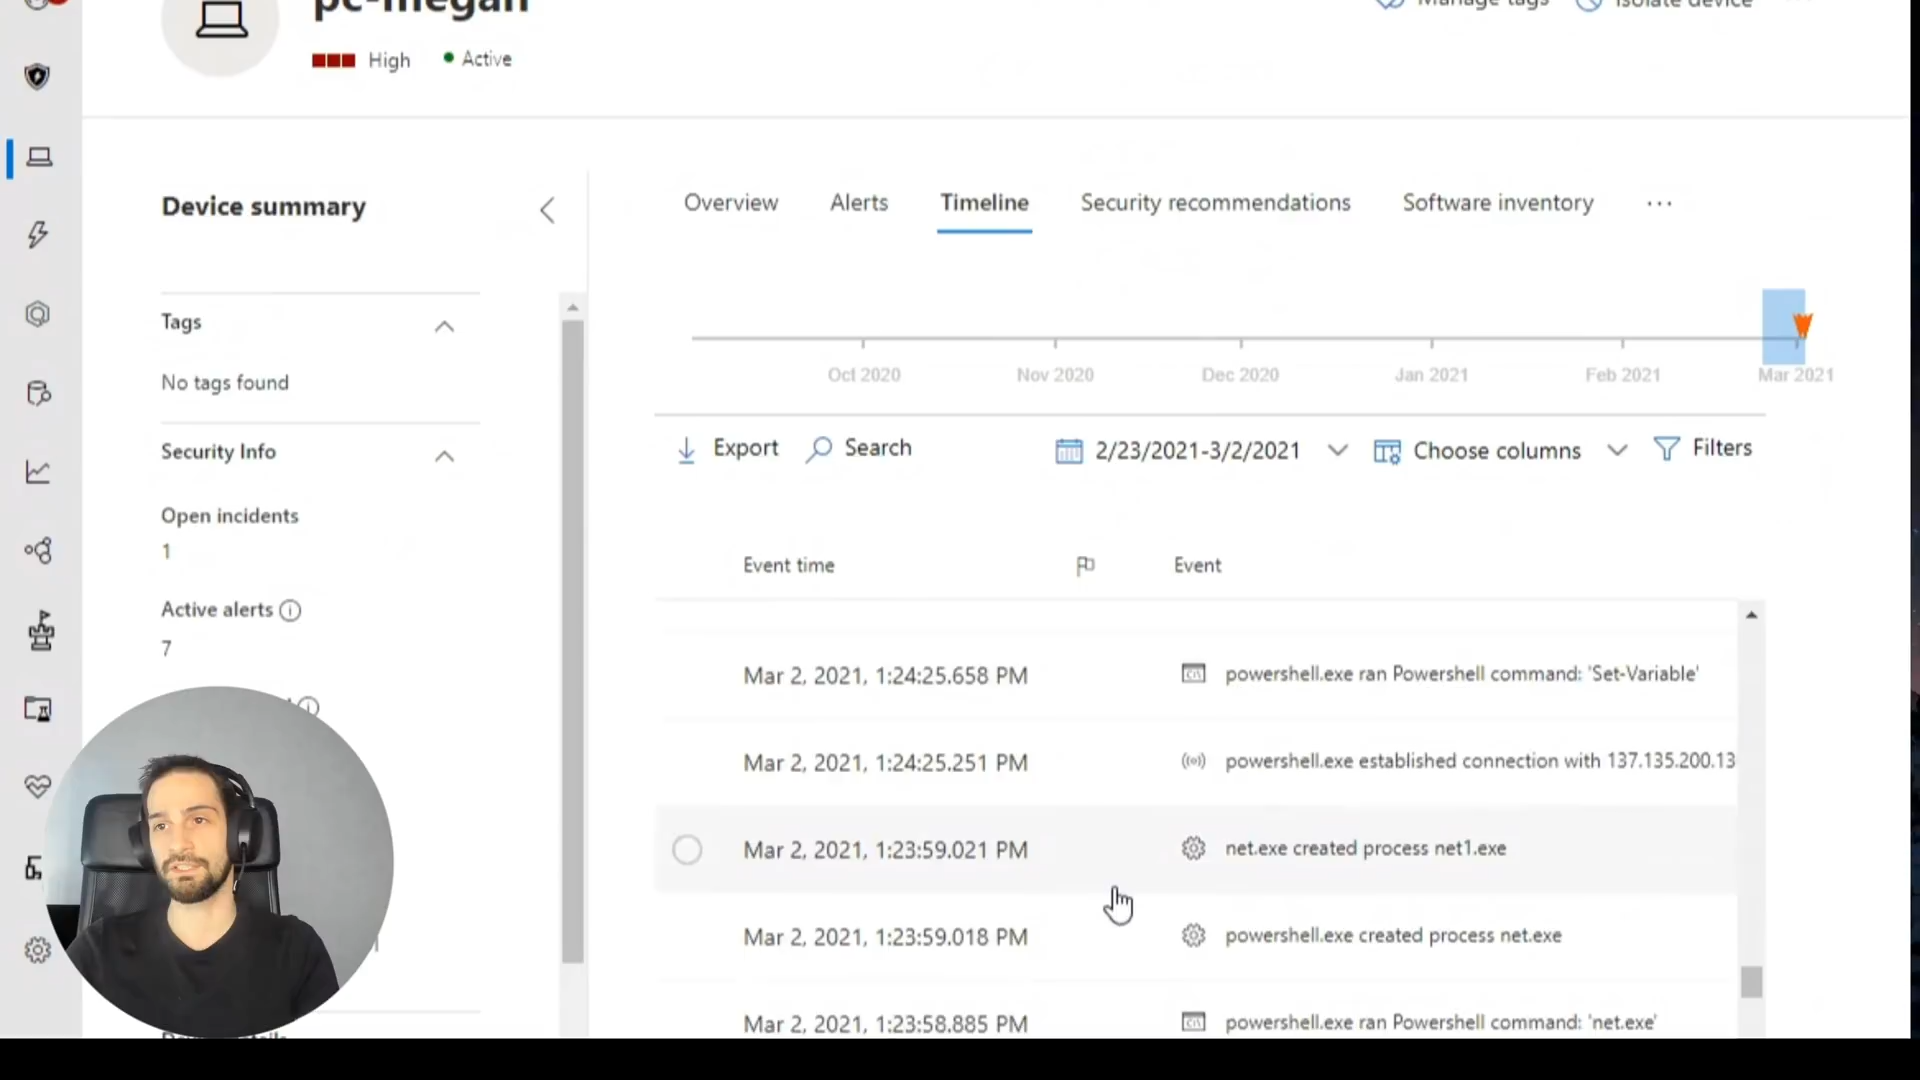 pc-megan
Manage tags
Isolate device
High
Active
Device summary
Overview
Alerts
Timeline
Security recommendations
Software inventory
Tags
No tags found
Oct 2020
Nov 2020
Dec 2020
Jan 2021
Feb 2021
Mar 2021
Security Info
Export
Search
2/23/2021-3/2/2021
Choose columns
Filters
Open incidents
1
Active alerts
7
Event time
Event
Mar 2, 2021, 1:24:25.658 PM
powershell.exe ran Powershell command: 'Set-Variable'
Mar 2, 2021, 1:24:25.251 PM
powershell.exe established connection with 137.135.200.13
Mar 2, 2021, 1:23:59.021 PM
net.exe created process net1.exe
Mar 2, 2021, 1:23:59.018 PM
powershell.exe created process net.exe
Mar 2, 2021, 1:23:58.885 PM
powershell.exe ran Powershell command: 'net.exe'